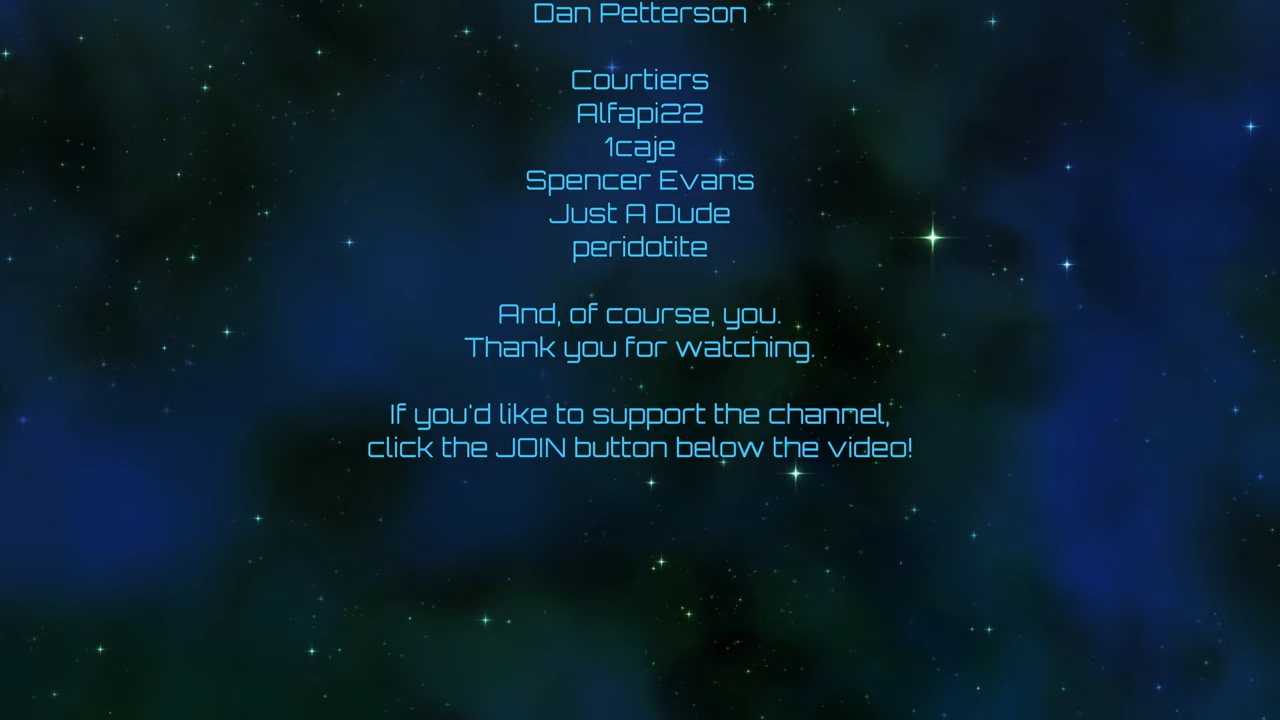 Dan Petterson
Courtiers
Alfapi22
1caje
Spencer Evans
Just A Dude
peridotite
And, of course, you.
Thank you for watching.
If you'd like to support the channel,
click the JOIN button below the video!